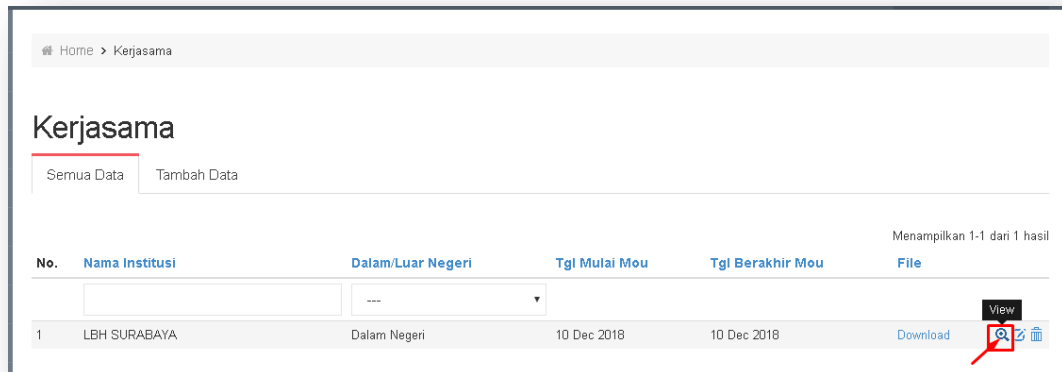 Home > Kerjasama
Kerjasama
Semua Data Tambah Data
Menampilkan 1-1 dari 1 hasil
No. Nama Institusi Dalam/Luar Negeri Tgl Mulai Mou Tgl Berakhir Mou File
---
View
1 LBH SURABAYA Dalam Negeri 10 Dec 2018 10 Dec 2018 Download